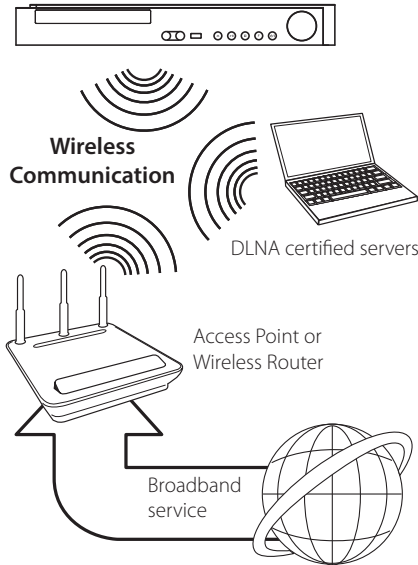 Wireless
Communication
DLNA certified servers
Access Point or
Wireless Router
Broadband
service